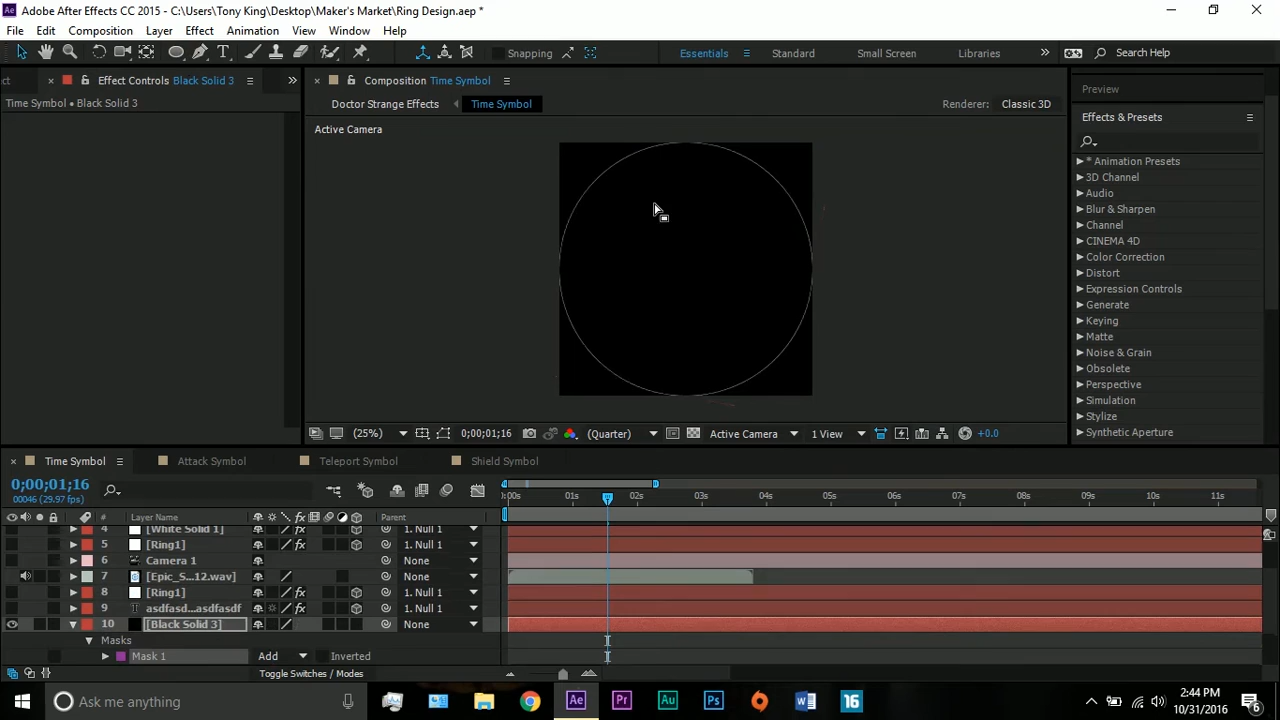 Adobe After Effects CC 2015 - C:\Users\Tony King\Desktop\Maker's Market\Ring Design.aep *
File Edit Composition Layer Effect Animation View Window Help
Snapping Essentials Standard Small Screen Libraries Search Help
Effect Controls Black Solid 3
Composition Time Symbol
Preview
Time Symbol • Black Solid 3
Doctor Strange Effects Time Symbol
Renderer: Classic 3D
Effects & Presets
Active Camera
* Animation Presets
3D Channel
Audio
Blur & Sharpen
Channel
CINEMA 4D
Color Correction
Distort
Expression Controls
Generate
Keying
Matte
Noise & Grain
Obsolete
Perspective
Simulation
Stylize
Synthetic Aperture
(25%) 0;00;01;16 (Quarter) Active Camera 1 View +0.0
Time Symbol Attack Symbol Teleport Symbol Shield Symbol
0;00;01;16
00046 (29.97 fps)
:00s 01s 02s 03s 04s 05s 06s 07s 08s 09s 10s 11s
# Layer Name Parent
4 [White Solid 1] 1. Null 1
5 [Ring1] 1. Null 1
6 Camera 1 None
7 [Epic_S...12.wav] None
8 [Ring1] 1. Null 1
9 asdfasd...asdfasdf 1. Null 1
10 [Black Solid 3] None
Masks
Mask 1 Add Inverted
Toggle Switches / Modes
Ask me anything
Ae Pr Au Ps 16
2:44 PM
10/31/2016
6